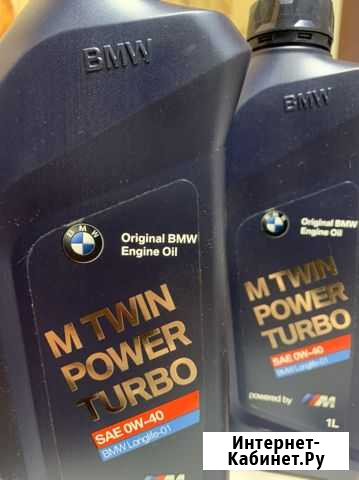 BMW
BMW
Original BMW
Engine Oil
M TWIN
POWER
TURBO
SAE 0W-40
BMW Longlife-01
BMW
BMW
Original BMW
Engine Oil
M TWIN
POWER
TURBO
SAE 0W-40
BMW Longlife-01
powered by M
1L
Интернет-
Кабинет.Ру